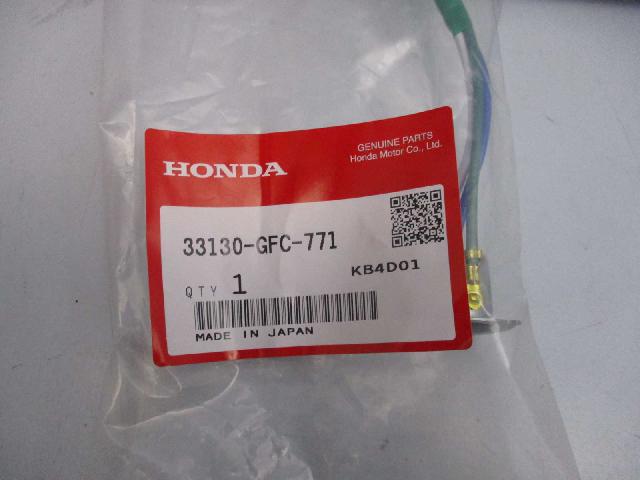 GENUINE PARTS
Honda Motor Co., Ltd.
HONDA
33130-GFC-771
KB4D01
QTY 1
MADE IN JAPAN